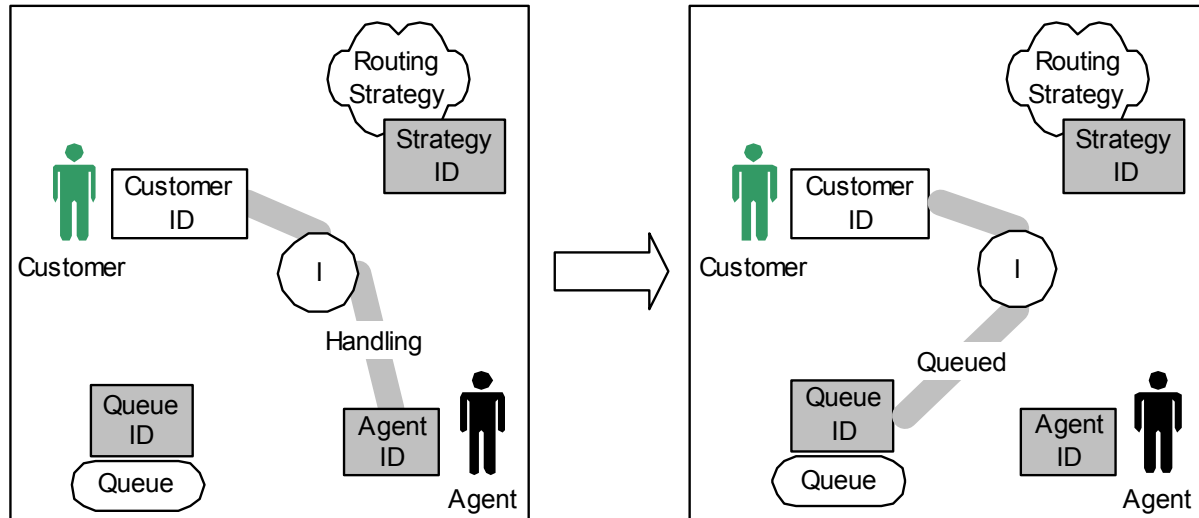 Routing
Strategy
Strategy
ID
Customer
ID
Customer
I
Handling
Queue
ID
Queue
Agent
ID
Agent
Routing
Strategy
Strategy
ID
Customer
ID
Customer
I
Queued
Queue
ID
Queue
Agent
ID
Agent